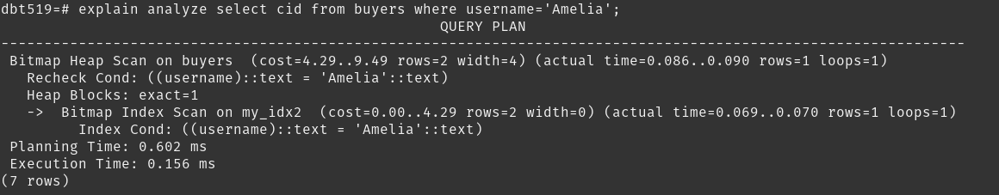 dbt519=# explain analyze select cid from buyers where username='Amelia';
QUERY PLAN
----------------------------------------------------------------------------------------------------------------
Bitmap Heap Scan on buyers  (cost=4.29..9.49 rows=2 width=4) (actual time=0.086..0.090 rows=1 loops=1)
Recheck Cond: ((username)::text = 'Amelia'::text)
Heap Blocks: exact=1
->  Bitmap Index Scan on my_idx2  (cost=0.00..4.29 rows=2 width=0) (actual time=0.069..0.070 rows=1 loops=1)
Index Cond: ((username)::text = 'Amelia'::text)
Planning Time: 0.602 ms
Execution Time: 0.156 ms
(7 rows)